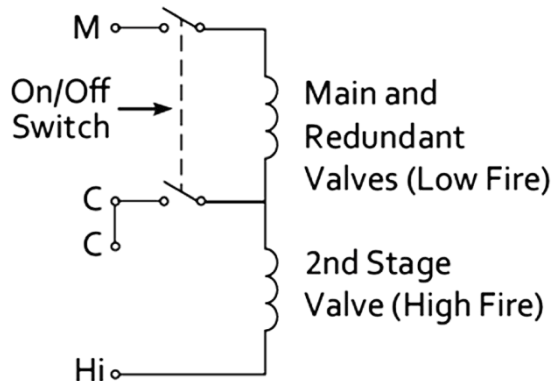 M
On/Off
Switch
Main and
Redundant
Valves (Low Fire)
C
C
2nd Stage
Valve (High Fire)
Hi